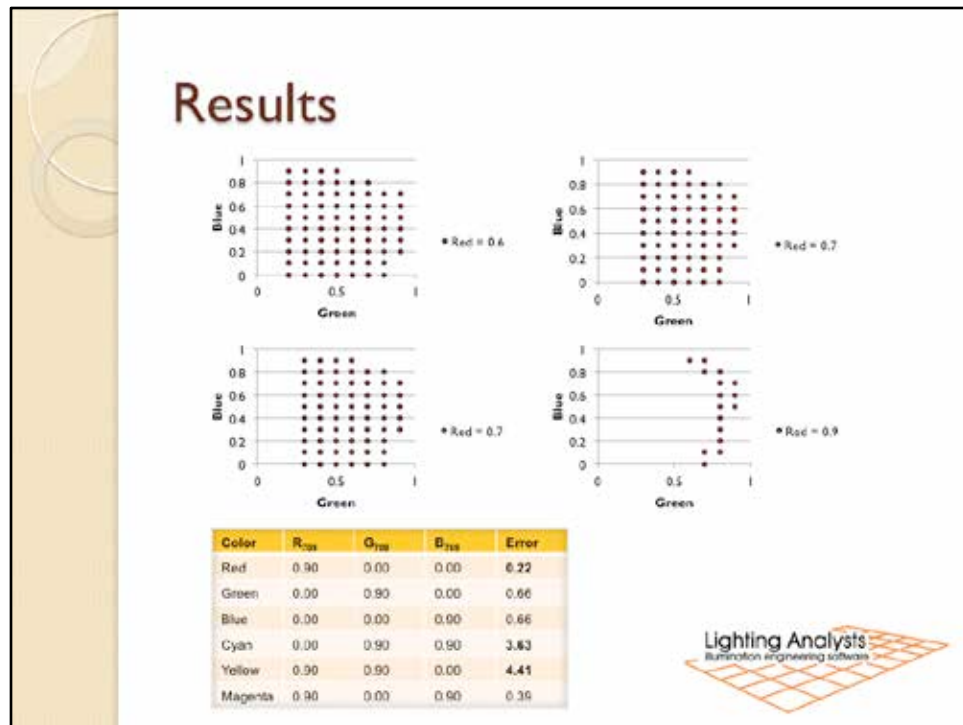 Results
1
0.8
0.6
0.4
0.2
0
Blue
0 0.5 1
Green
Red = 0.6
1
0.8
0.6
0.4
0.2
0
Blue
0 0.5 1
Green
Red = 0.7
1
0.8
0.6
0.4
0.2
0
Blue
0 0.5 1
Green
Red = 0.7
1
0.8
0.6
0.4
0.2
0
Blue
0 0.5 1
Green
Red = 0.9
Color R709 G709 B709 Error
Red 0.90 0.00 0.00 0.22
Green 0.00 0.90 0.00 0.66
Blue 0.00 0.00 0.90 0.66
Cyan 0.00 0.90 0.90 3.63
Yellow 0.90 0.90 0.00 4.41
Magenta 0.90 0.00 0.90 0.39
Lighting Analysts
illumination engineering software